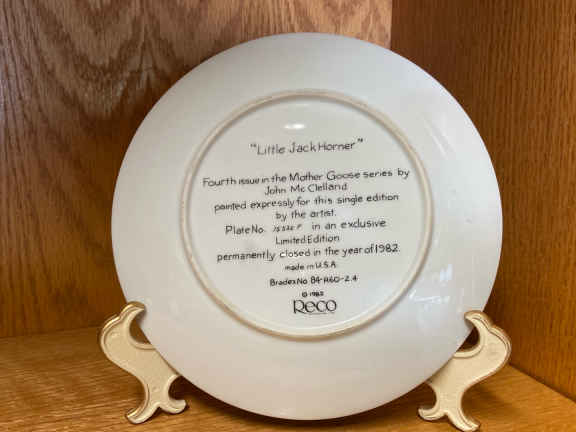 "Little Jack Horner"
Fourth issue in the Mother Goose series by
John McClelland
painted expressly for this single edition
by the artist.
Plate No. in an exclusive
Limited Edition
permanently closed in the year of 1982.
made in U.S.A.
Bradex No 84-R60-2.4
© 1982
Reco